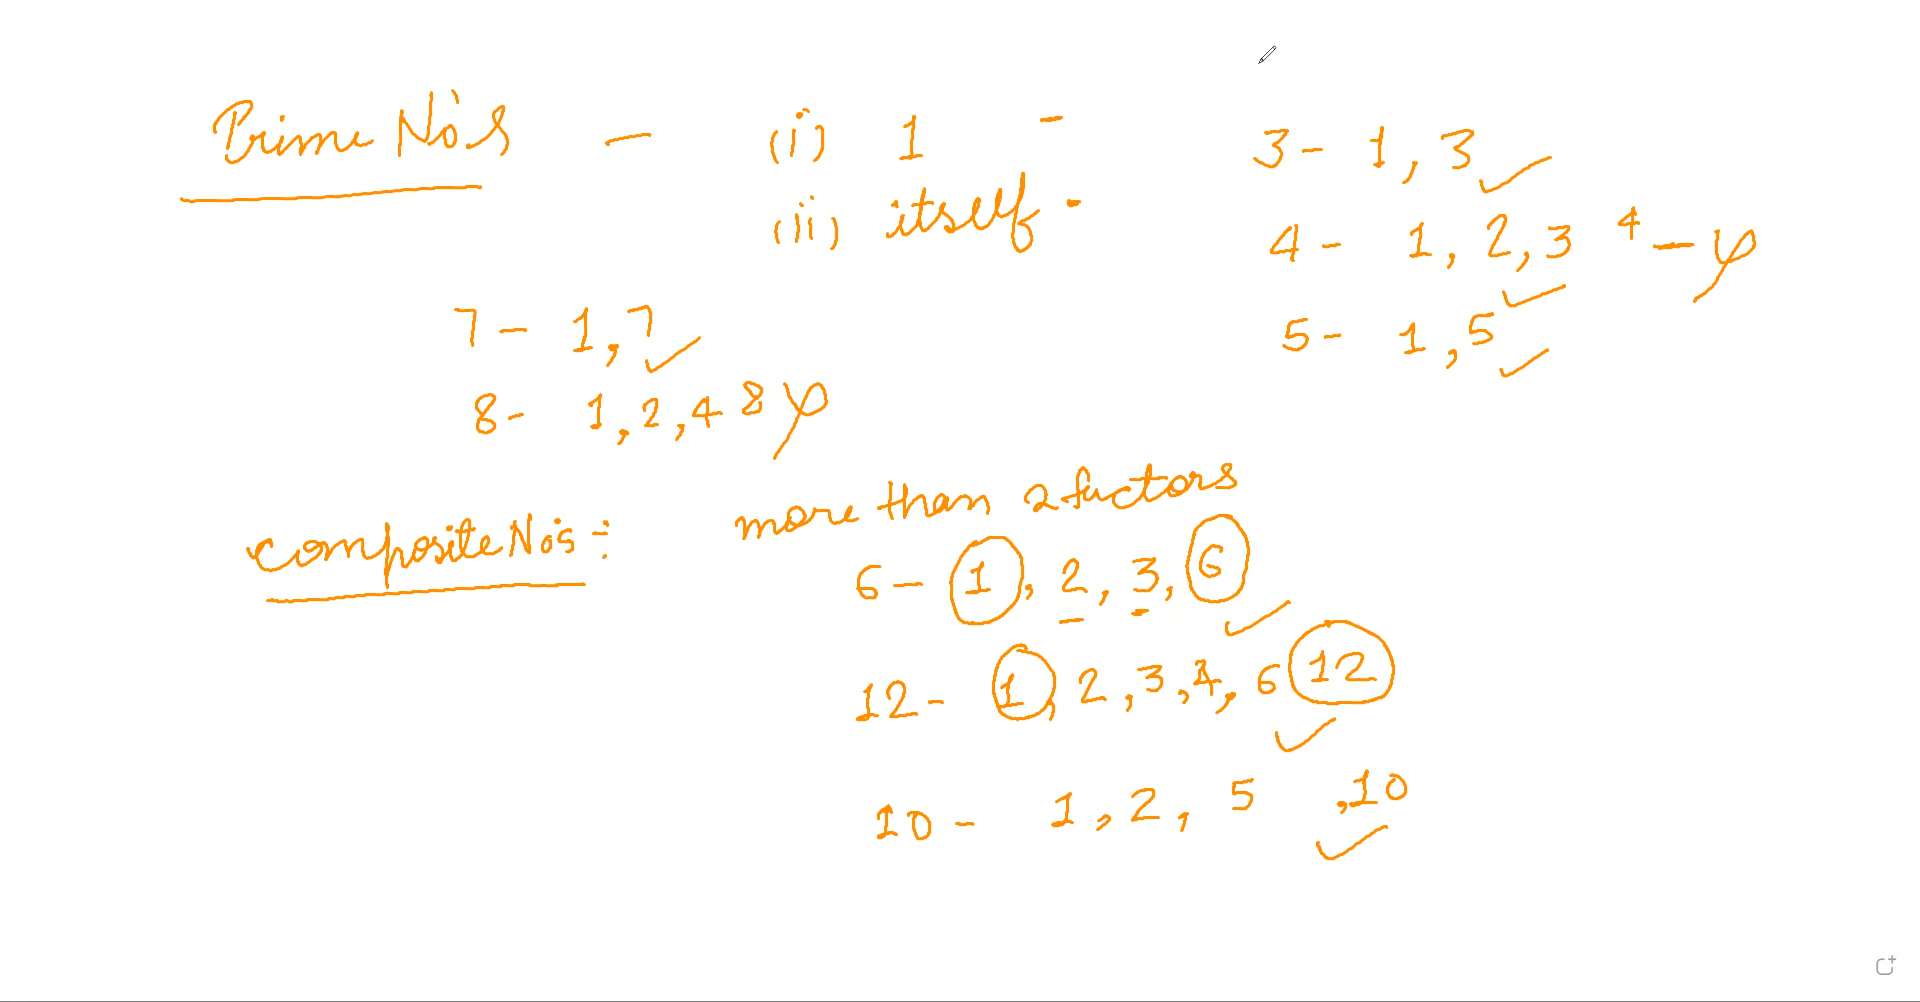 Prime No's - (i) 1 -
(ii) itself -
3- 1, 3 ✓
4- 1, 2, 3 4 -
✓
5- 1, 5 ✓
7- 1, 7 ✓
8- 1, 2, 4 8
more than 2 factors
composite No's :-
6- 1, 2, 3, 6 ✓
12- 1, 2, 3, 4, 6 12 ✓
10- 1, 2, 5 , 10 ✓